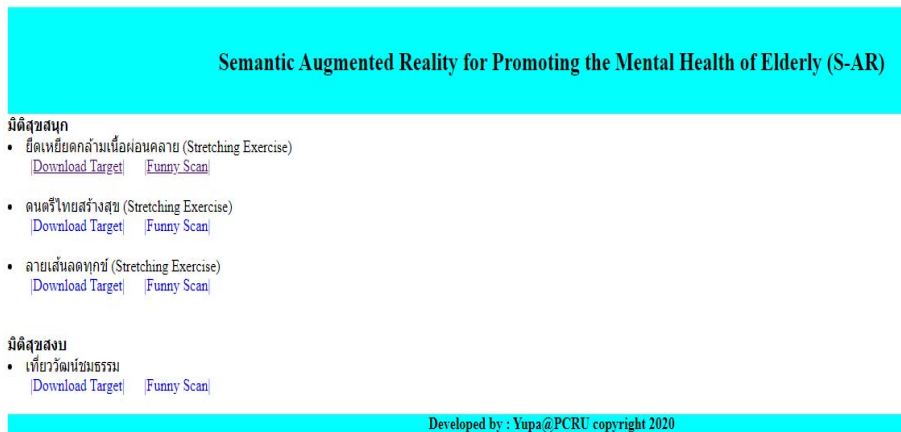 Semantic Augmented Reality for Promoting the Mental Health of Elderly (S-AR)
มิติสุขสนุก
• ยืดเหยียดกล้ามเนื้อผ่อนคลาย (Stretching Exercise)
|Download Target| |Funny Scan|
• ดนตรีไทยสร้างสุข (Stretching Exercise)
|Download Target| |Funny Scan|
• ลายเส้นลดทุกข์ (Stretching Exercise)
|Download Target| |Funny Scan|
มิติสุขสงบ
• เที่ยววัฒน์ชมธรรม
|Download Target| |Funny Scan|
Developed by : Yupa@PCRU copyright 2020